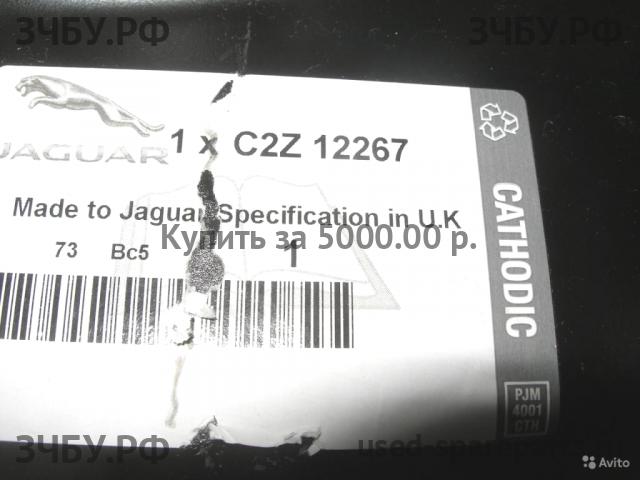 ЗЧБУ.РФ
ЗЧБУ.РФ
JAGUAR
1 x C2Z 12267
Made to Jaguar Specification in U.K
Купить за 5000.00 р.
73 Bc5 1
CATHODIC
PJM
4001
CTH
ЗЧБУ.РФ
Avito